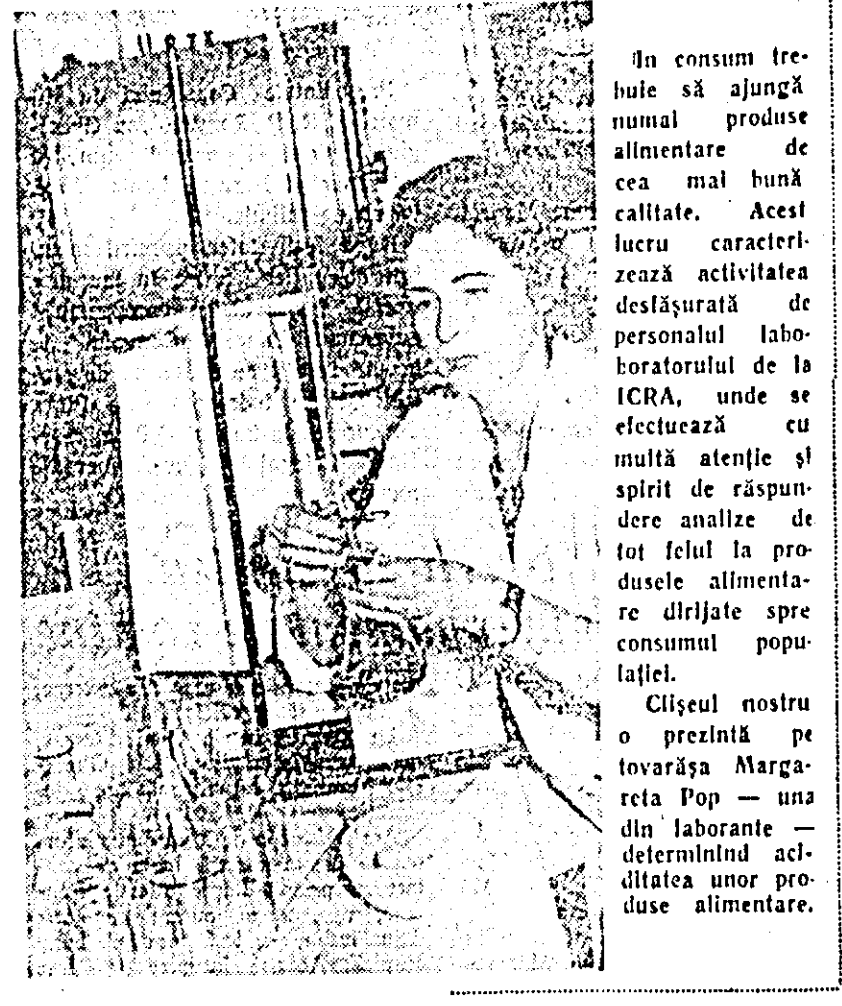 In consum tre-
buie să ajungă
numai produse
alimentare de
cea mai bună
calitate. Acest
lucru caracteri-
zează activitatea
desfășurată de
personalul labo-
boratorului de la
ICRA, unde se
efectuează cu
multă atenție și
spirit de răspun-
dere analize de
tot felul la pro-
dusele alimenta-
re dirijate spre
consumul popu-
lației.
Clișeul nostru
o prezintă pe
tovarășa Marga-
reta Pop — una
din laborante —
determinînd aci-
ditatea unor pro-
duse alimentare.